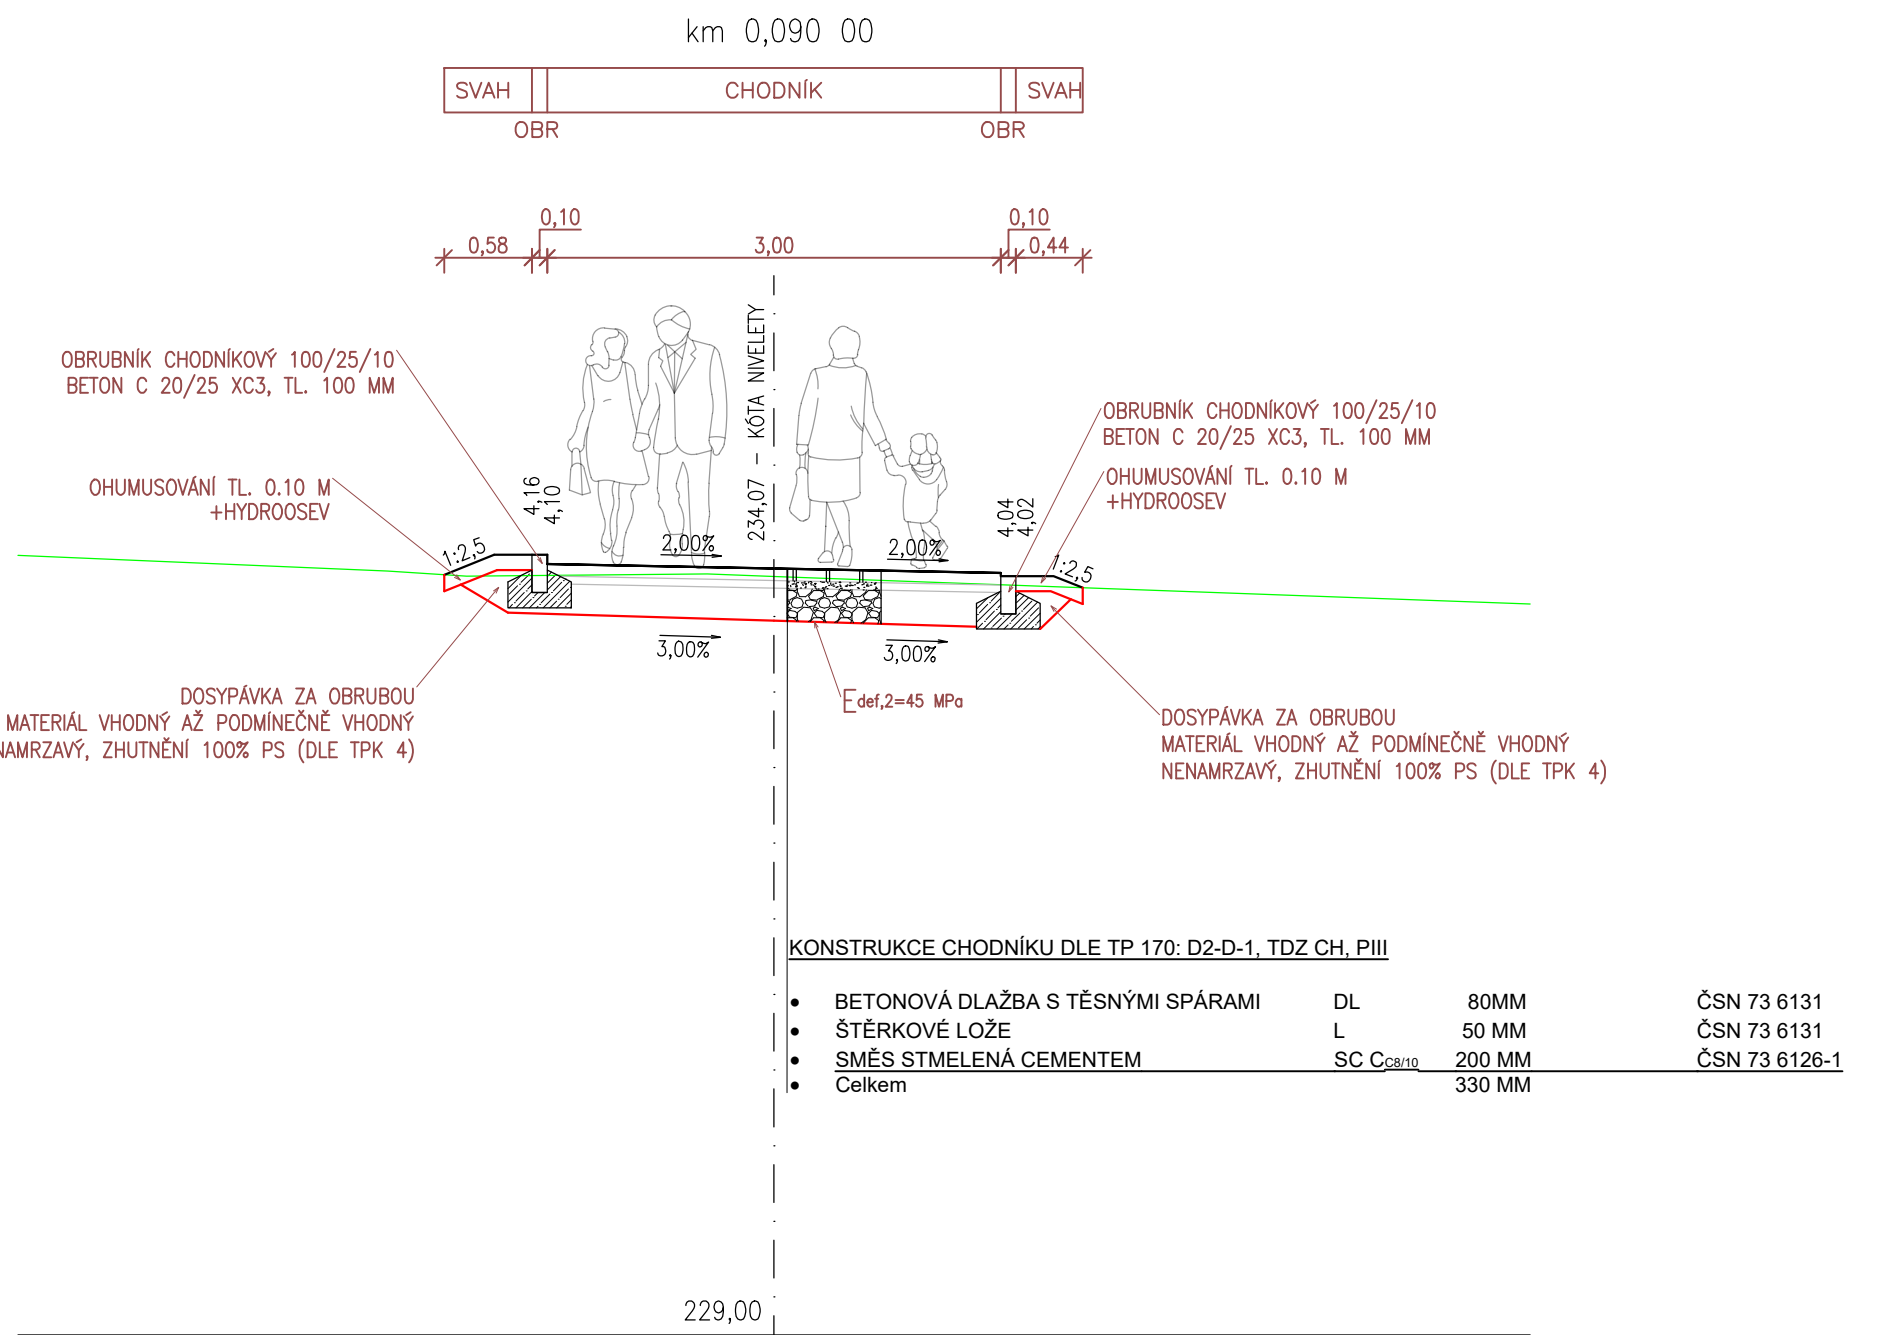 km 0,090 00
SVAH
CHODNÍK
SVAH
OBR
OBR
0,10
0,10
0,58
3,00
0,44
234,07 – KÓTA NIVELETY
OBRUBNÍK CHODNÍKOVÝ 100/25/10
BETON C 20/25 XC3, TL. 100 MM
OBRUBNÍK CHODNÍKOVÝ 100/25/10
BETON C 20/25 XC3, TL. 100 MM
OHUMUSOVÁNÍ TL. 0.10 M
+HYDROOSEV
OHUMUSOVÁNÍ TL. 0.10 M
+HYDROOSEV
4,16
4,10
4,04
4,02
1:2,5
2,00%
2,00%
1:2,5
3,00%
3,00%
Edef,2=45 MPa
DOSYPÁVKA ZA OBRUBOU
MATERIÁL VHODNÝ AŽ PODMÍNEČNĚ VHODNÝ
NAMRZAVÝ, ZHUTNĚNÍ 100% PS (DLE TPK 4)
DOSYPÁVKA ZA OBRUBOU
MATERIÁL VHODNÝ AŽ PODMÍNEČNĚ VHODNÝ
NENAMRZAVÝ, ZHUTNĚNÍ 100% PS (DLE TPK 4)
KONSTRUKCE CHODNÍKU DLE TP 170: D2-D-1, TDZ CH, PIII
• BETONOVÁ DLAŽBA S TĚSNÝMI SPÁRAMI DL 80MM ČSN 73 6131
• ŠTĚRKOVÉ LOŽE L 50 MM ČSN 73 6131
• SMĚS STMELENÁ CEMENTEM SC CC8/10 200 MM ČSN 73 6126-1
• Celkem 330 MM
229,00